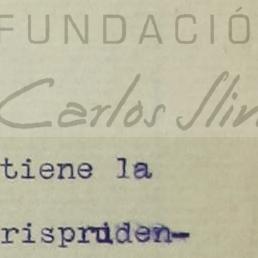 FUNDACIÓ
Carlos Slim
tiene la
rispruden-